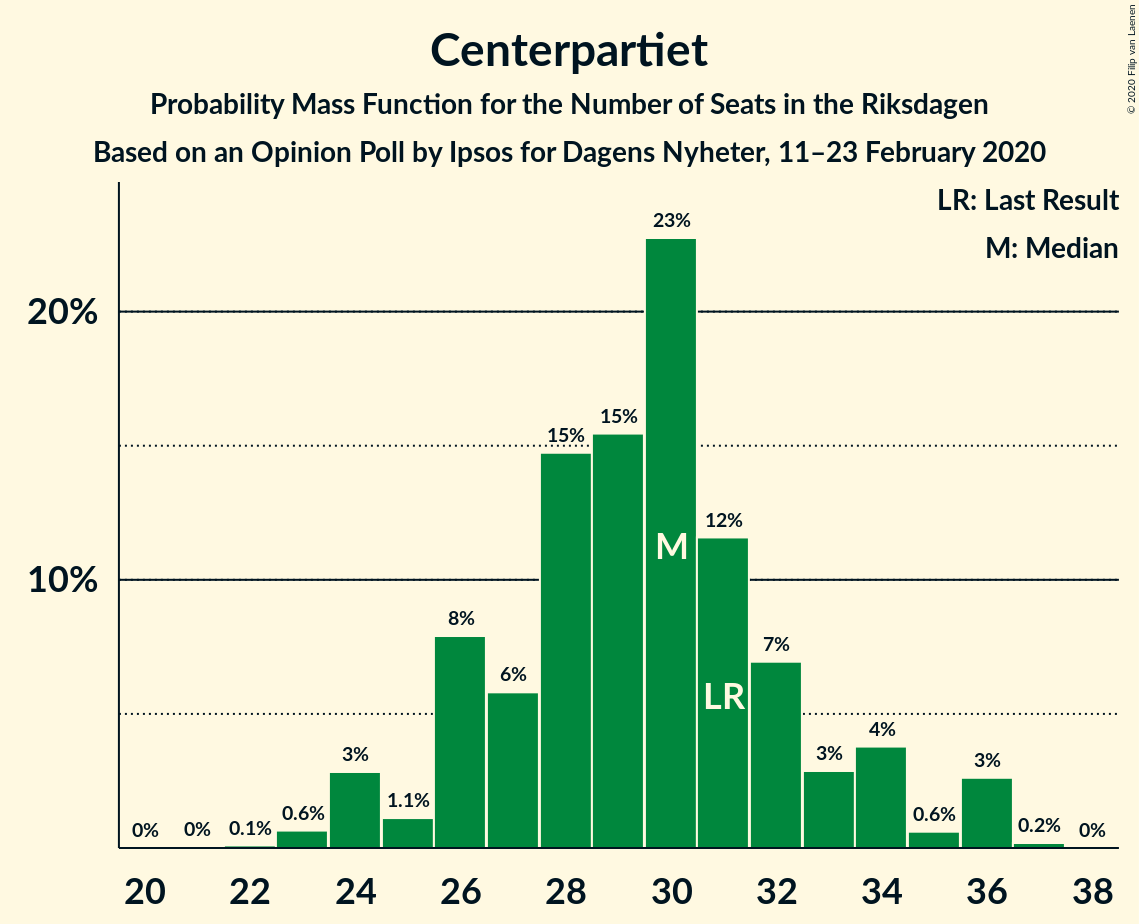 Centerpartiet
Probability Mass Function for the Number of Seats in the Riksdagen
Based on an Opinion Poll by Ipsos for Dagens Nyheter, 11–23 February 2020
© 2020 Filip van Laenen
LR: Last Result
M: Median
20%
10%
0%
0%
0.1%
0.6%
3%
1.1%
8%
6%
15%
15%
23%
12%
7%
3%
4%
0.6%
3%
0.2%
0%
M
LR
20 22 24 26 28 30 32 34 36 38